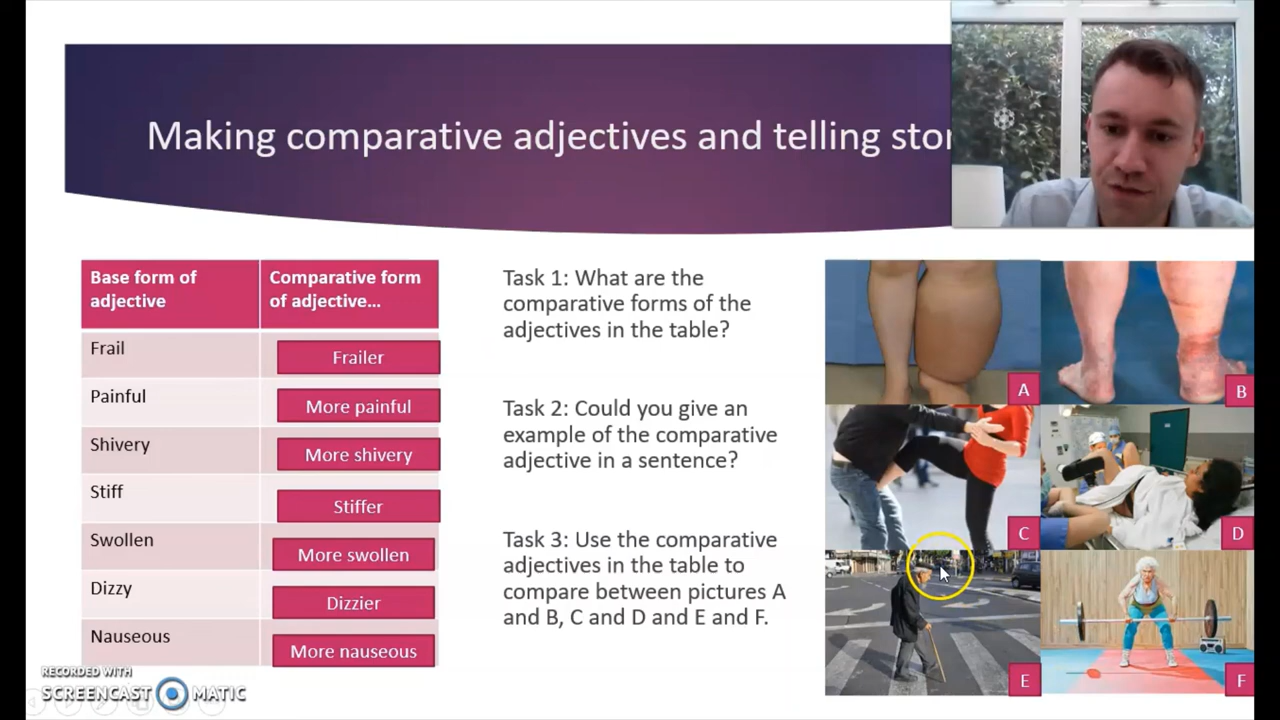 Making comparative adjectives and telling stor
Base form of adjective
Comparative form of adjective...
Frail
Frailer
Painful
More painful
Shivery
More shivery
Stiff
Stiffer
Swollen
More swollen
Dizzy
Dizzier
Nauseous
More nauseous
Task 1: What are the
comparative forms of the
adjectives in the table?
Task 2: Could you give an
example of the comparative
adjective in a sentence?
Task 3: Use the comparative
adjectives in the table to
compare between pictures A
and B, C and D and E and F.
A
B
C
D
E
F
RECORDED WITH
SCREENCAST MATIC